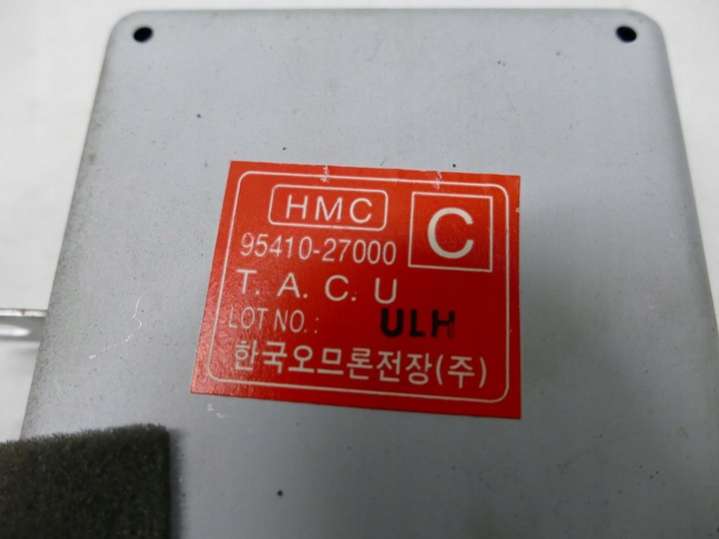 HMC
C
95410-27000
T. A. C. U
LOT NO. : ULH
한국오므론전장(주)